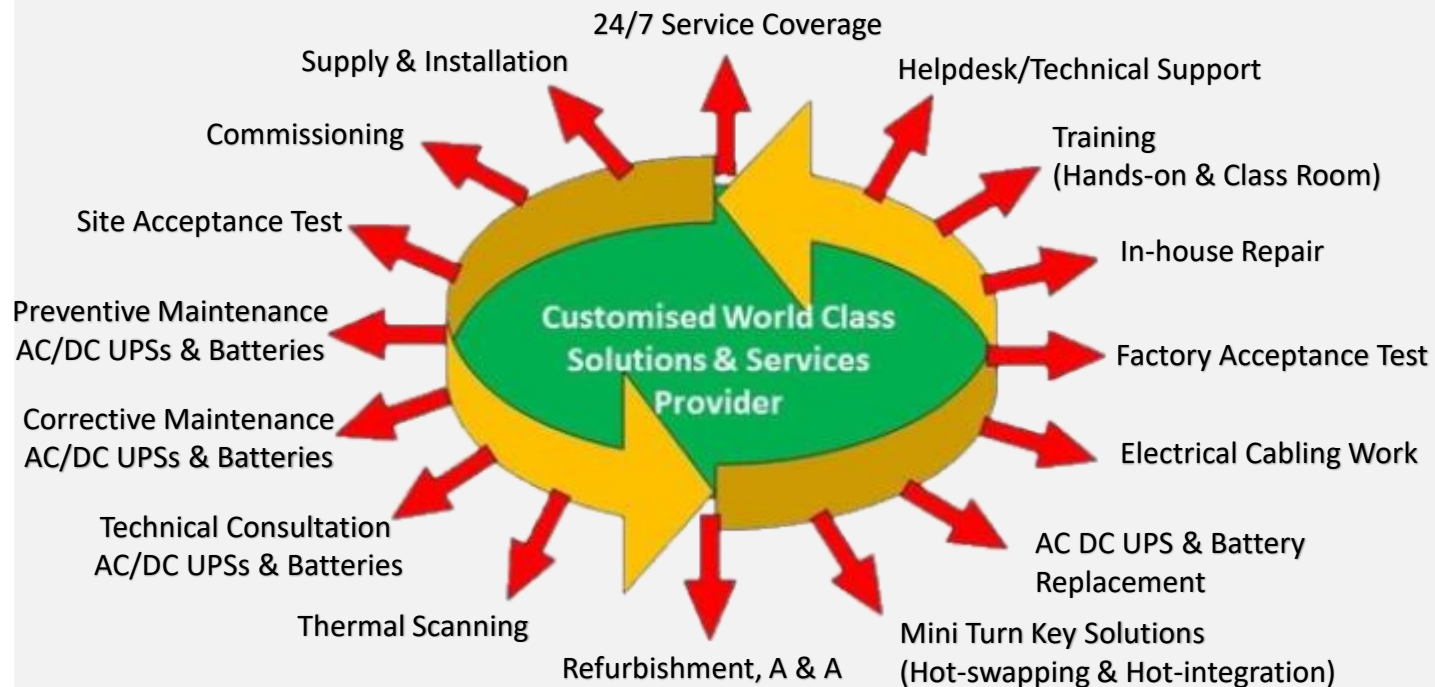 24/7 Service Coverage
Supply & Installation
Helpdesk/Technical Support
Commissioning
Training
(Hands-on & Class Room)
Site Acceptance Test
In-house Repair
Preventive Maintenance
AC/DC UPSs & Batteries
Customised World Class
Solutions & Services
Provider
Factory Acceptance Test
Corrective Maintenance
AC/DC UPSs & Batteries
Electrical Cabling Work
Technical Consultation
AC/DC UPSs & Batteries
AC DC UPS & Battery
Replacement
Thermal Scanning
Mini Turn Key Solutions
(Hot-swapping & Hot-integration)
Refurbishment, A & A